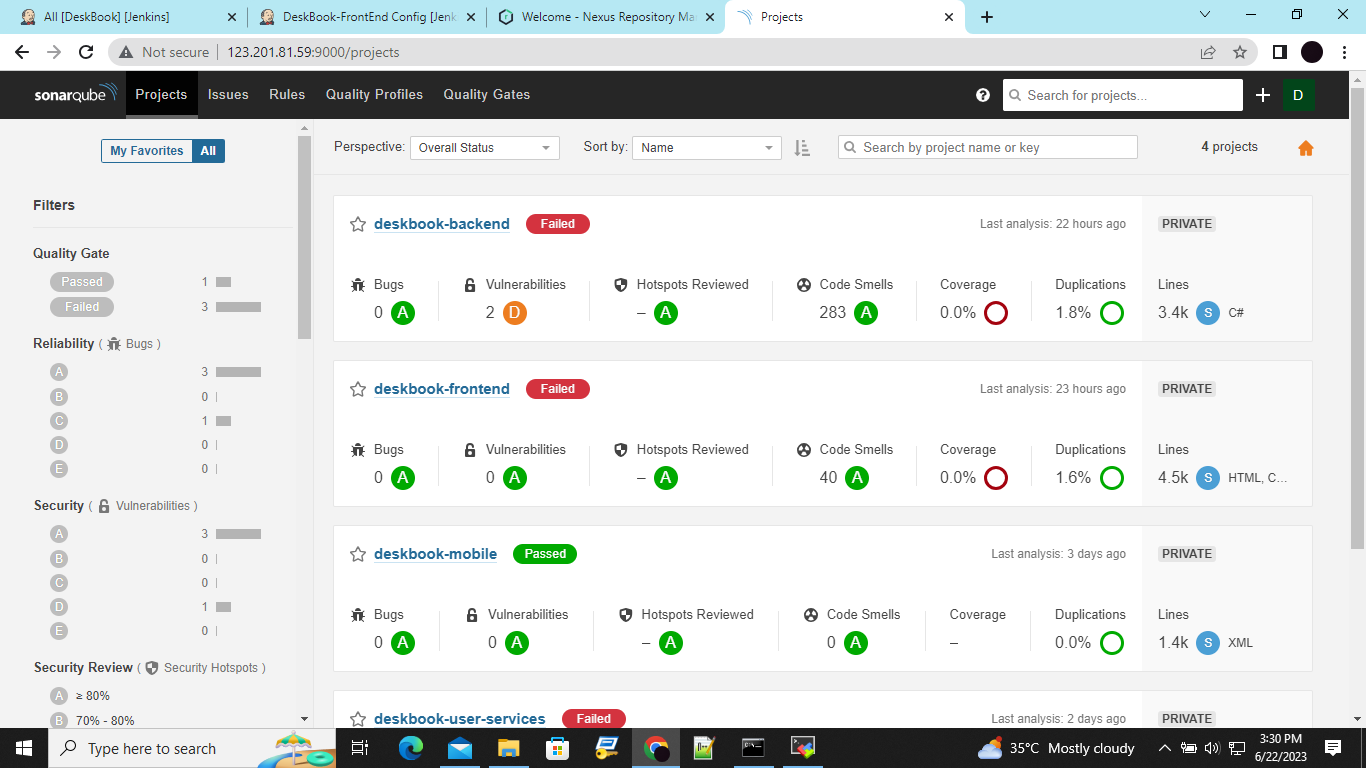 All [DeskBook] [Jenkins]
DeskBook-FrontEnd Config [Jenk
Welcome - Nexus Repository Ma
Projects
Not secure
123.201.81.59:9000/projects
sonarqube
Projects
Issues
Rules
Quality Profiles
Quality Gates
Search for projects...
D
My Favorites
All
Perspective:
Overall Status
Sort by:
Name
Search by project name or key
4 projects
Filters
Quality Gate
Passed
1
Failed
3
Reliability ( Bugs )
A
3
B
0
C
1
D
0
E
0
Security ( Vulnerabilities )
A
3
B
0
C
0
D
1
E
0
Security Review ( Security Hotspots )
A
≥ 80%
B
70% - 80%
deskbook-backend
Failed
Last analysis: 22 hours ago
PRIVATE
Bugs
Vulnerabilities
Hotspots Reviewed
Code Smells
Coverage
Duplications
Lines
0 A
2 D
– A
283 A
0.0%
1.8%
3.4k S C#
deskbook-frontend
Failed
Last analysis: 23 hours ago
PRIVATE
Bugs
Vulnerabilities
Hotspots Reviewed
Code Smells
Coverage
Duplications
Lines
0 A
0 A
– A
40 A
0.0%
1.6%
4.5k S HTML, C...
deskbook-mobile
Passed
Last analysis: 3 days ago
PRIVATE
Bugs
Vulnerabilities
Hotspots Reviewed
Code Smells
Coverage
Duplications
Lines
0 A
0 A
– A
0 A
–
0.0%
1.4k S XML
deskbook-user-services
Failed
Last analysis: 2 days ago
PRIVATE
Type here to search
35°C Mostly cloudy
3:30 PM
6/22/2023